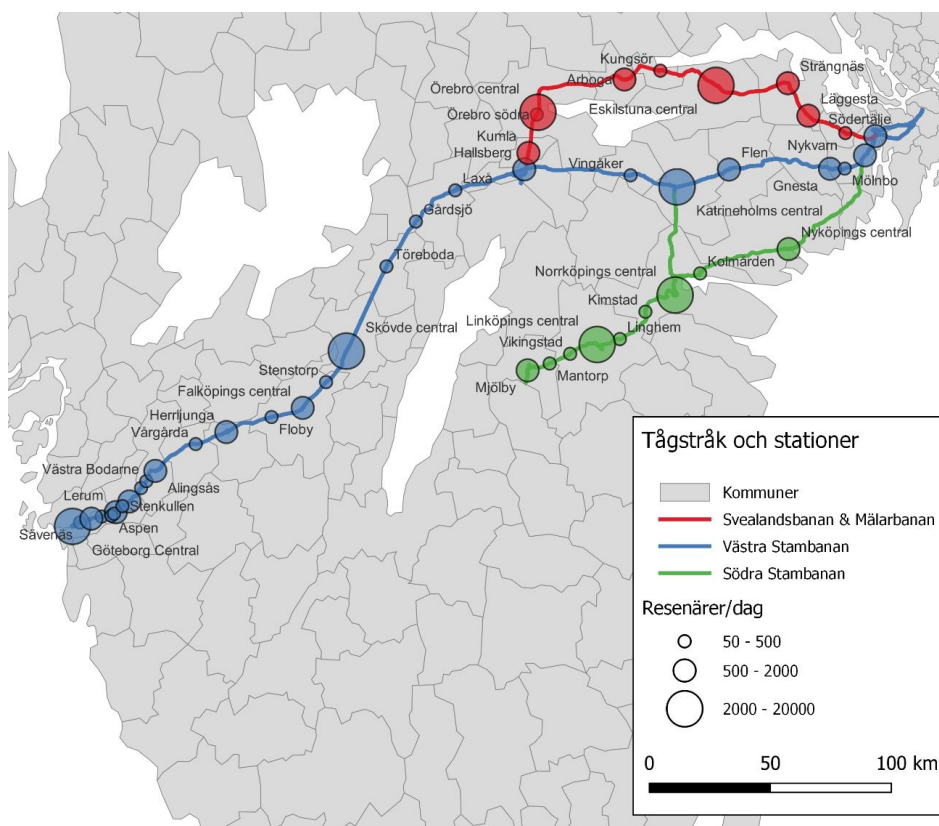 Kungsör
Strängnäs
Arboga
Örebro central
Eskilstuna central
Läggesta
Örebro södra
Södertälje
Kumla
Nykvarn
Hallsberg
Vingåker
Flen
Laxå
Gnesta
Mölnbo
Gårdsjö
Katrineholms central
Nyköpings central
Töreboda
Kolmården
Norrköpings central
Kimstad
Skövde central
Linköpings central
Linghem
Vikingstad
Stenstorp
Mantorp
Mjölby
Falköpings central
Herrljunga
Floby
Vårgårda
Västra Bodarne
Alingsås
Lerum
Stenkullen
Aspen
Sävenäs
Göteborg Central
Tågstråk och stationer
Kommuner
Svealandsbanan & Mälarbanan
Västra Stambanan
Södra Stambanan
Resenärer/dag
50 - 500
500 - 2000
2000 - 20000
0 50 100 km